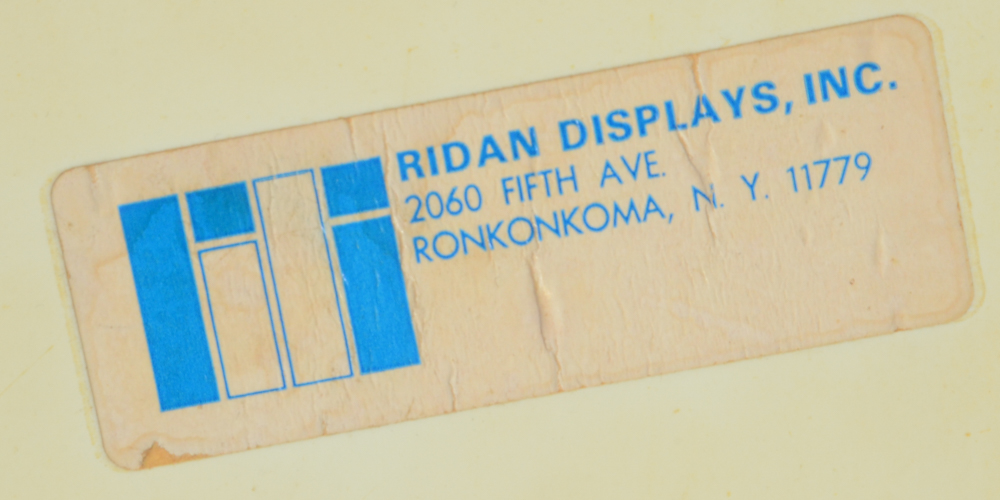 RIDAN DISPLAYS, INC.
2060 FIFTH AVE.
RONKONKOMA, N. Y. 11779